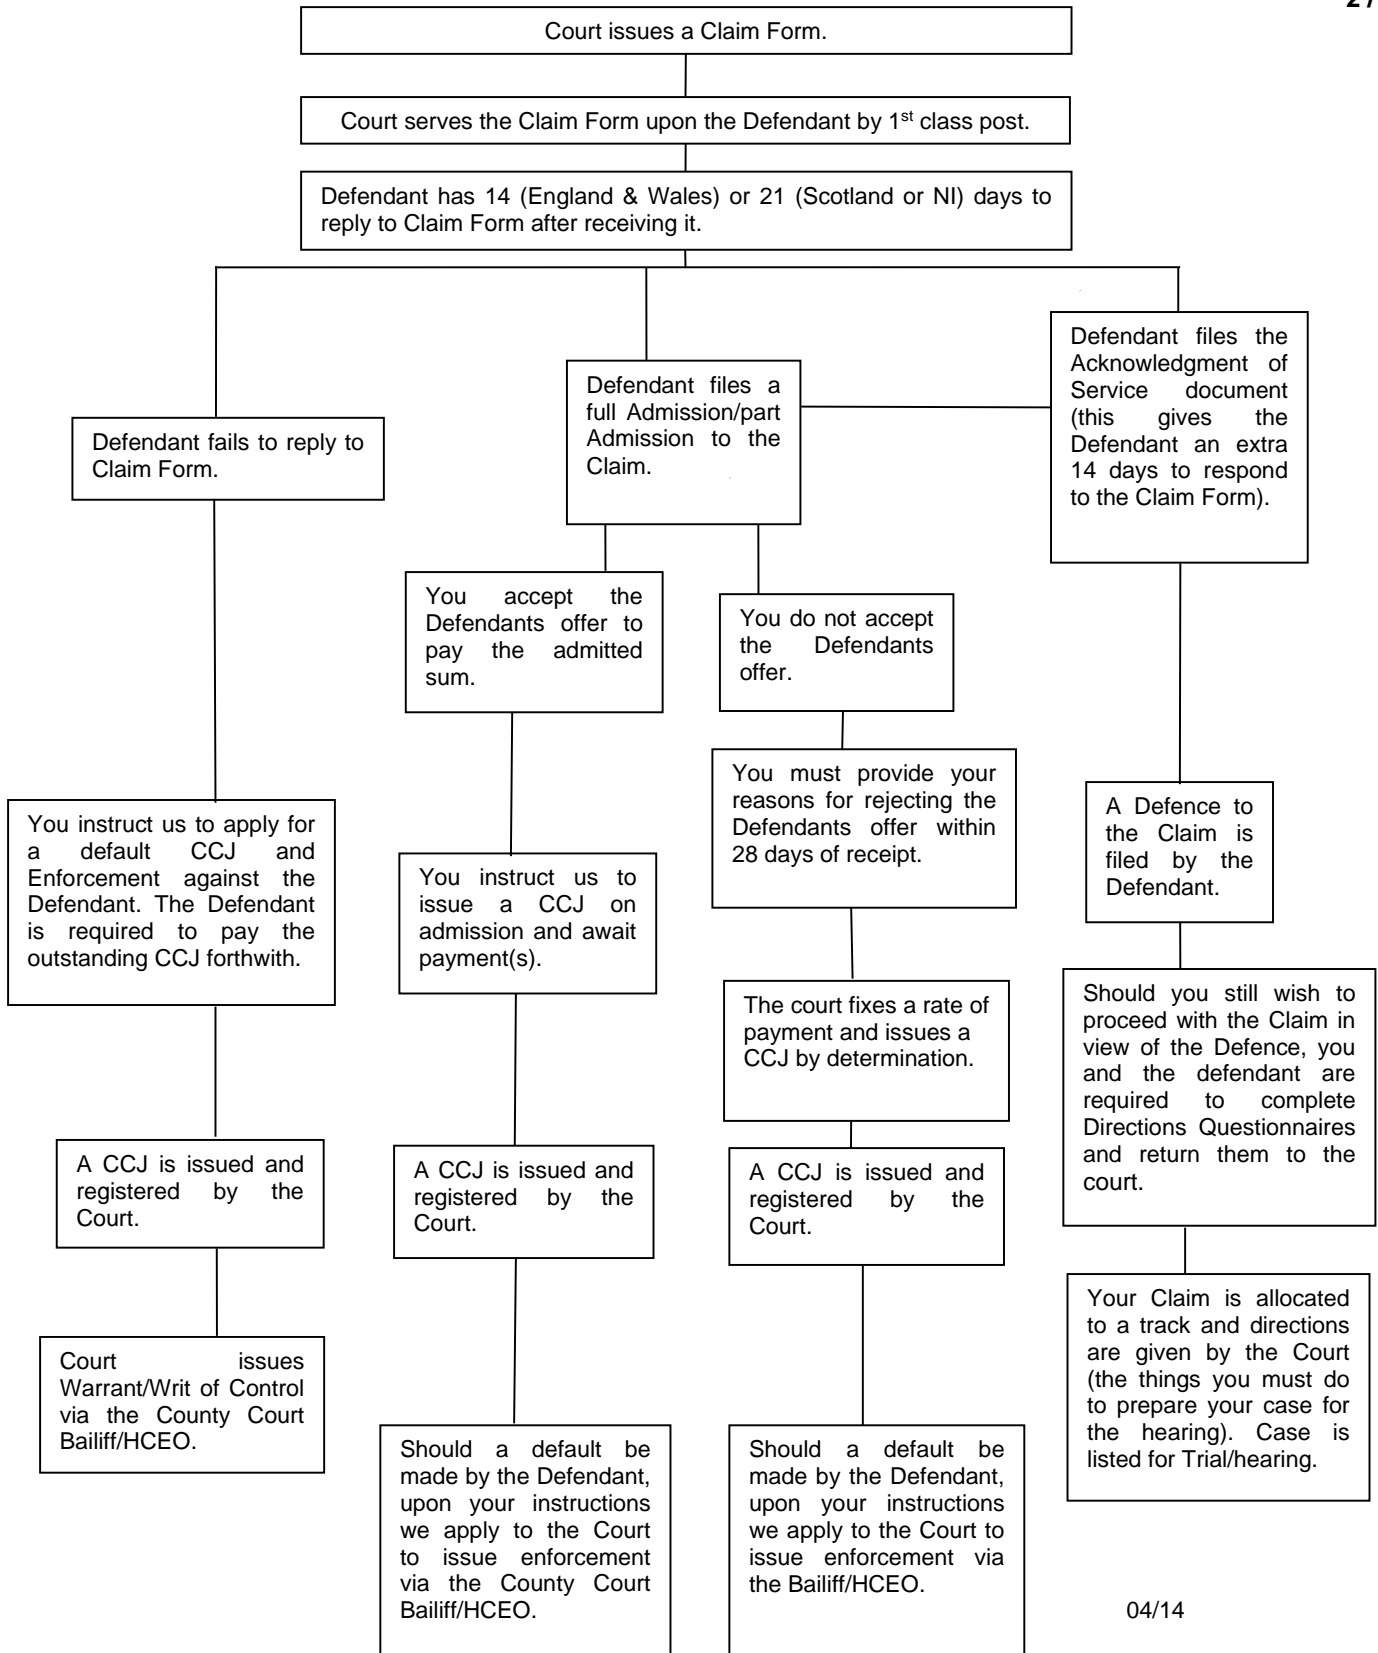 Court issues a Claim Form.
Court serves the Claim Form upon the Defendant by 1st class post.
Defendant has 14 (England & Wales) or 21 (Scotland or NI) days to
reply to Claim Form after receiving it.
Defendant fails to reply to
Claim Form.
You instruct us to apply for
a default CCJ and
Enforcement against the
Defendant. The Defendant
is required to pay the
outstanding CCJ forthwith.
A CCJ is issued and
registered by the
Court.
Court issues
Warrant/Writ of Control
via the County Court
Bailiff/HCEO.
Defendant files a
full Admission/part
Admission to the
Claim.
You accept the
Defendants offer to
pay the admitted
sum.
You instruct us to
issue a CCJ on
admission and await
payment(s).
A CCJ is issued and
registered by the
Court.
Should a default be
made by the Defendant,
upon your instructions
we apply to the Court
to issue enforcement
via the County Court
Bailiff/HCEO.
You do not accept
the Defendants
offer.
You must provide your
reasons for rejecting the
Defendants offer within
28 days of receipt.
The court fixes a rate of
payment and issues a
CCJ by determination.
A CCJ is issued and
registered by the
Court.
Should a default be
made by the Defendant,
upon your instructions
we apply to the Court to
issue enforcement via
the Bailiff/HCEO.
Defendant files the
Acknowledgment of
Service document
(this gives the
Defendant an extra
14 days to respond
to the Claim Form).
A Defence to
the Claim is
filed by the
Defendant.
Should you still wish to
proceed with the Claim in
view of the Defence, you
and the defendant are
required to complete
Directions Questionnaires
and return them to the
court.
Your Claim is allocated
to a track and directions
are given by the Court
(the things you must do
to prepare your case for
the hearing). Case is
listed for Trial/hearing.
04/14